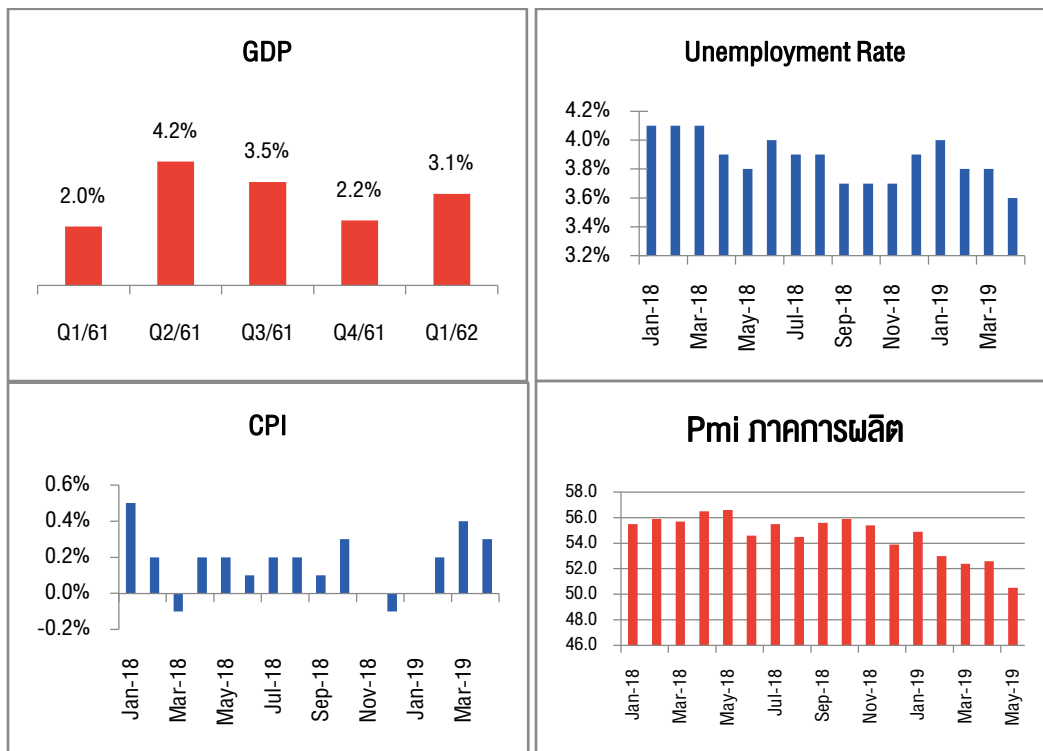 GDP
4.2%
3.5%
3.1%
2.2%
2.0%
Q1/61 Q2/61 Q3/61 Q4/61 Q1/62
Unemployment Rate
4.2%
4.0%
3.8%
3.6%
3.4%
3.2%
Jan-18 Mar-18 May-18 Jul-18 Sep-18 Nov-18 Jan-19 Mar-19
CPI
0.6%
0.4%
0.2%
0.0%
-0.2%
Jan-18 Mar-18 May-18 Jul-18 Sep-18 Nov-18 Jan-19 Mar-19
Pmi ภาคการผลิต
58.0
56.0
54.0
52.0
50.0
48.0
46.0
Jan-18 Mar-18 May-18 Jul-18 Sep-18 Nov-18 Jan-19 Mar-19 May-19